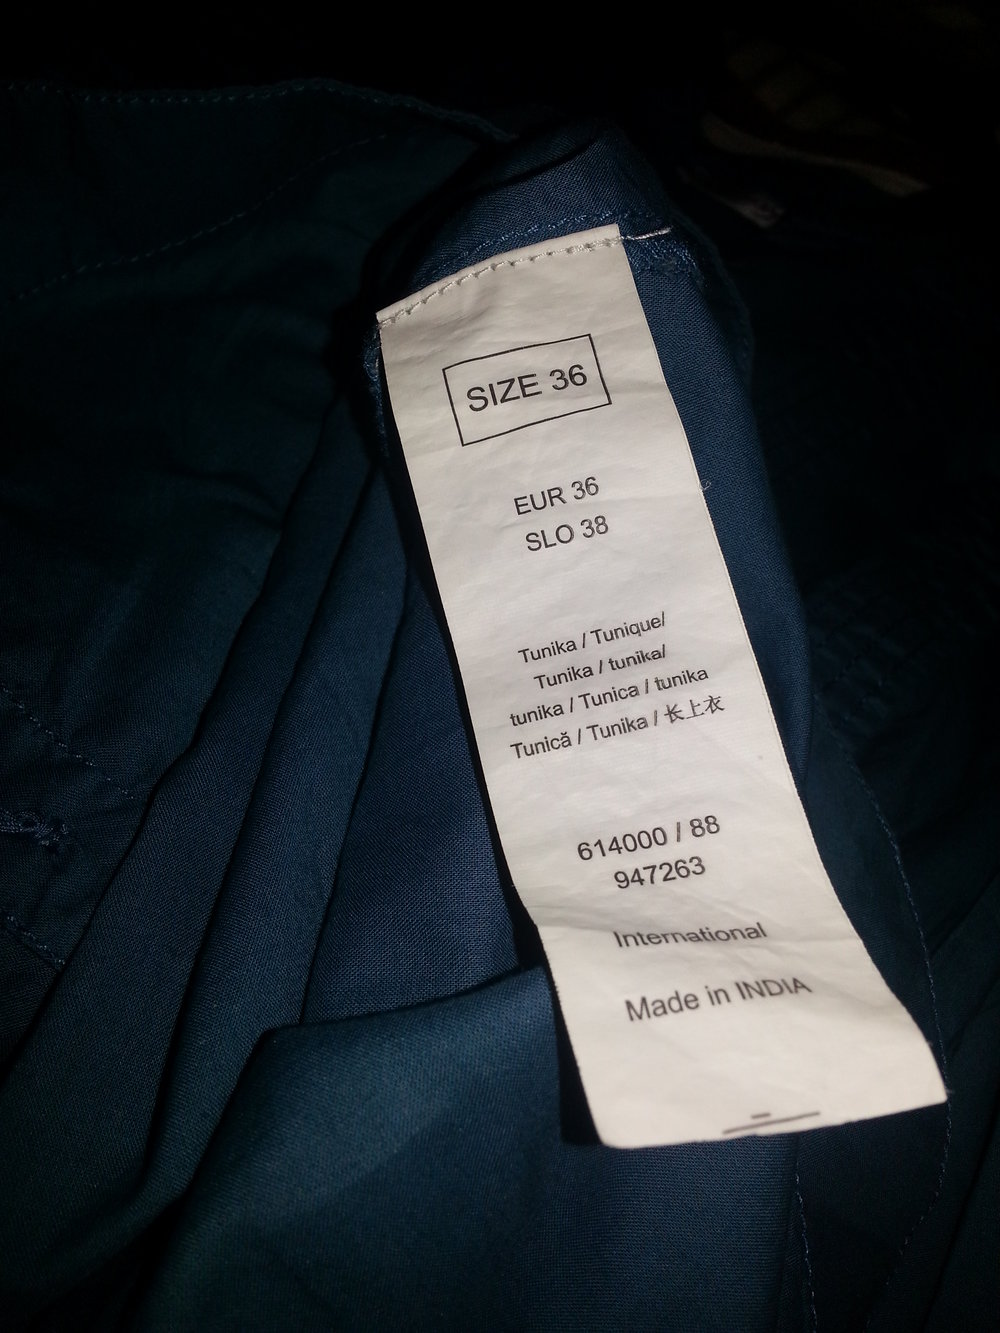 SIZE 36
EUR 36
SLO 38
Tunika / Tunique/
Tunika / tunika/
tunika / Tunica / tunika
Tunică / Tunika / 长上衣
614000 / 88
947263
International
Made in INDIA